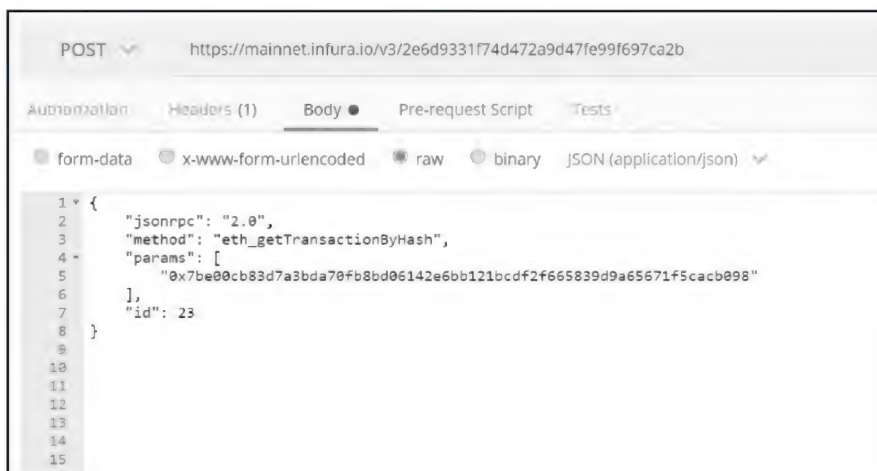 POST https://mainnet.infura.io/v3/2e6d9331f74d472a9d47fe99f697ca2b
Authorization Headers (1) Body Pre-request Script Tests
form-data x-www-form-urlencoded raw binary JSON (application/json)
1 {
2 "jsonrpc": "2.0",
3 "method": "eth_getTransactionByHash",
4 "params": [
5 "0x7be00cb83d7a3bda70fb8bd06142e6bb121bcdf2f665839d9a65671f5cacb098"
6 ],
7 "id": 23
8 }
9
10
11
12
13
14
15